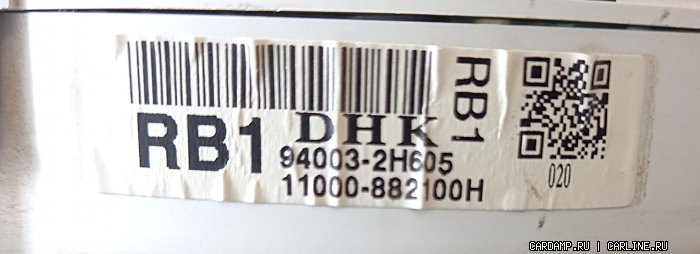 RB1 DHK RB1
94003-2H605
11000-882100H
020
CARDAMP.RU | CARLINE.RU